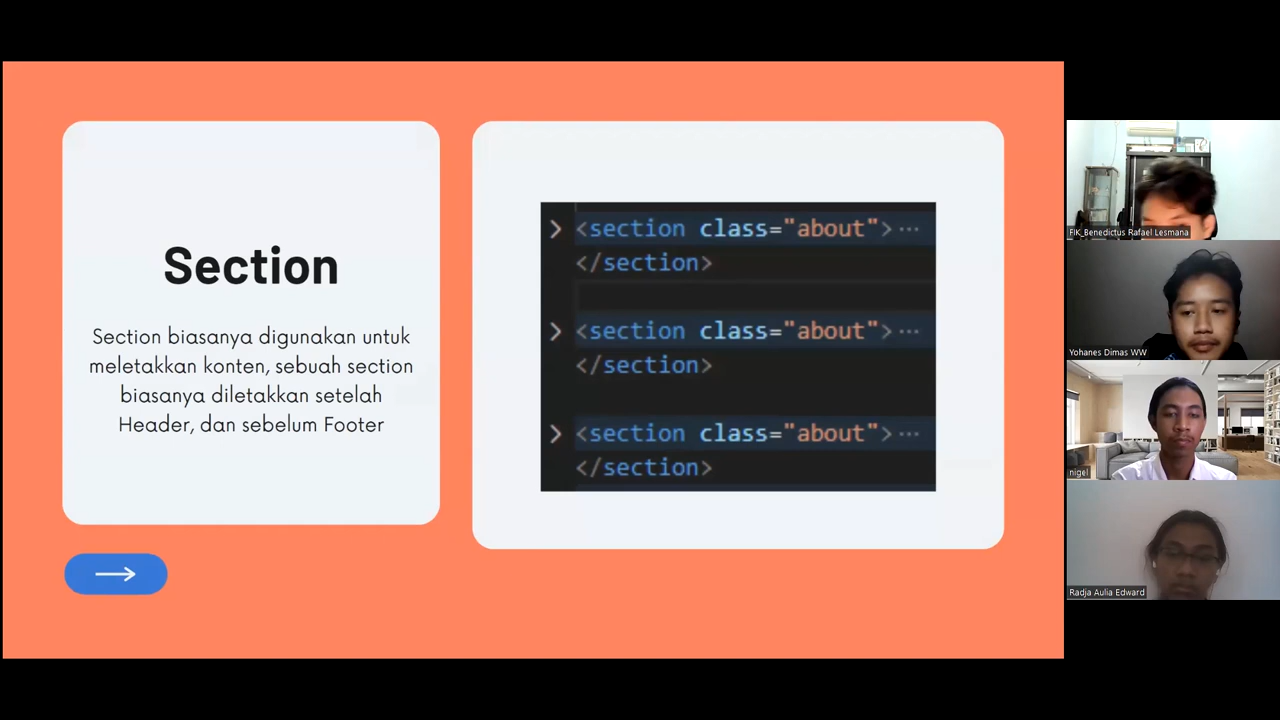 Section
Section biasanya digunakan untuk
meletakkan konten, sebuah section
biasanya diletakkan setelah
Header, dan sebelum Footer
<section class="about">···
</section>
<section class="about">···
</section>
<section class="about">···
</section>
FIK_Benedictus Rafael Lesmana
Yohanes Dimas WW
nigel
Radja Aulia Edward